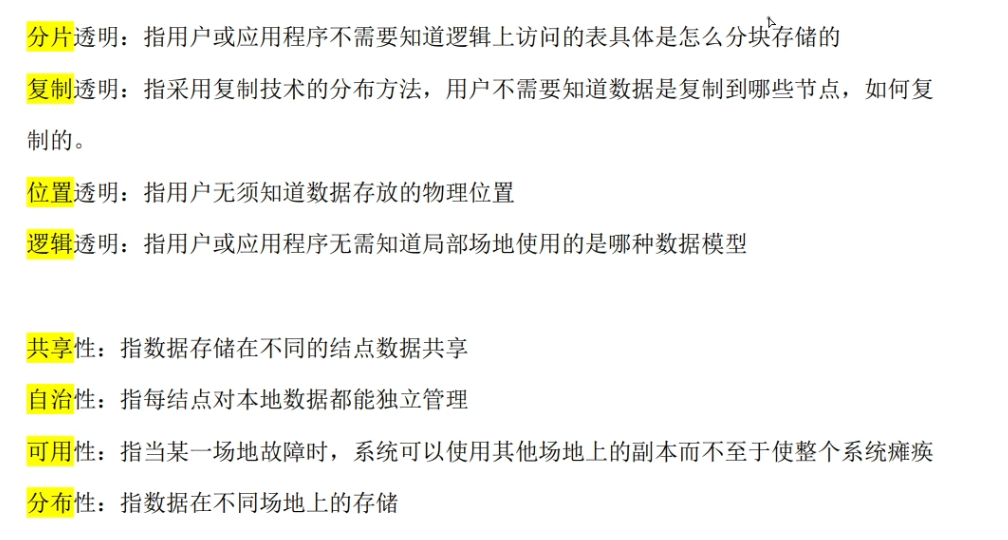 分片透明：指用户或应用程序不需要知道逻辑上访问的表具体是怎么分块存储的
复制透明：指采用复制技术的分布方法，用户不需要知道数据是复制到哪些节点，如何复
制的。
位置透明：指用户无须知道数据存放的物理位置
逻辑透明：指用户或应用程序无需知道局部场地使用的是哪种数据模型
共享性：指数据存储在不同的结点数据共享
自治性：指每结点对本地数据都能独立管理
可用性：指当某一场地故障时，系统可以使用其他场地上的副本而不至于使整个系统瘫痪
分布性：指数据在不同场地上的存储